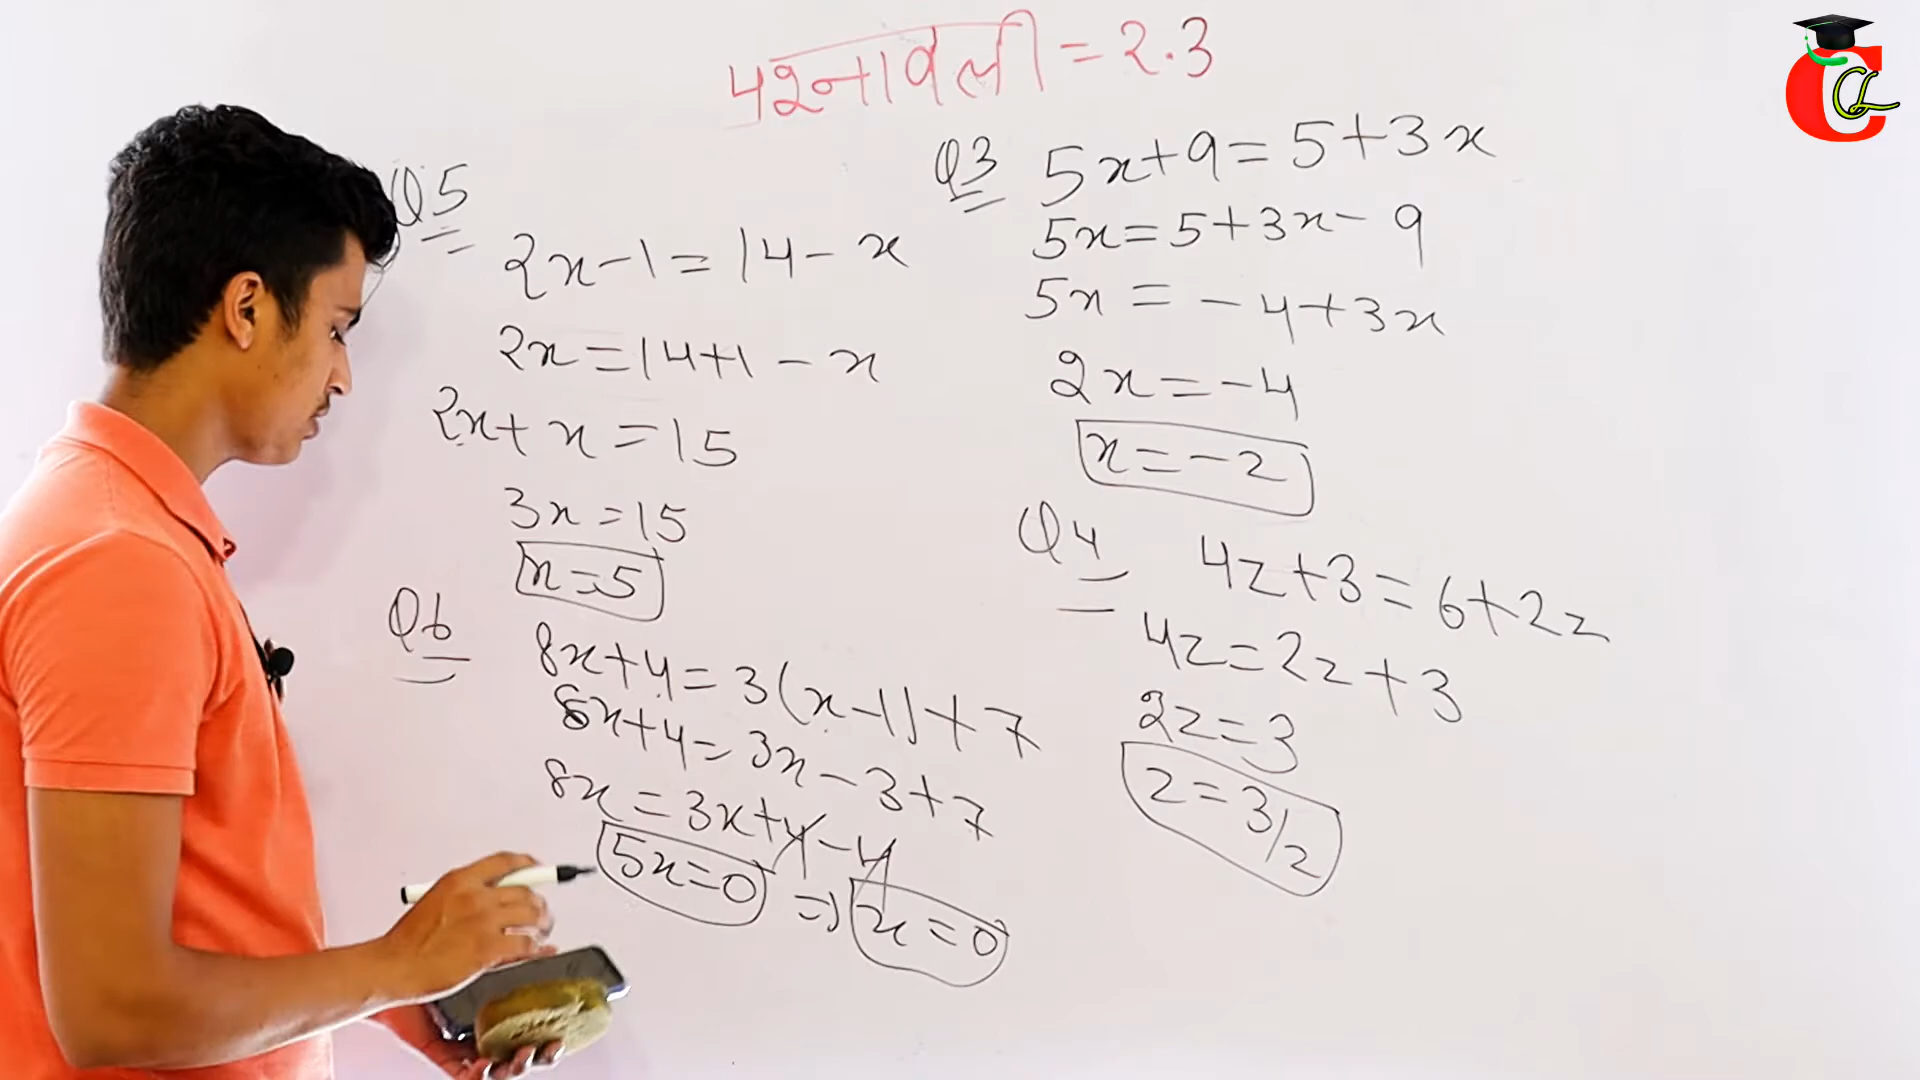 प्रश्नावली = 2.3
Q3 5x+9=5+3x
5x=5+3x-9
5x=-4+3x
2x=-4
x=-2
Q4 4z+3=6+2z
4z=2z+3
2z=3
z=3/2
Q5
2x-1=14-x
2x=14+1-x
2x+x=15
3x=15
x=5
Q6 8x+4=3(x-1)+7
8x+4=3x-3+7
8x=3x+4-4
5x=0 ⇒ x=0
C CL